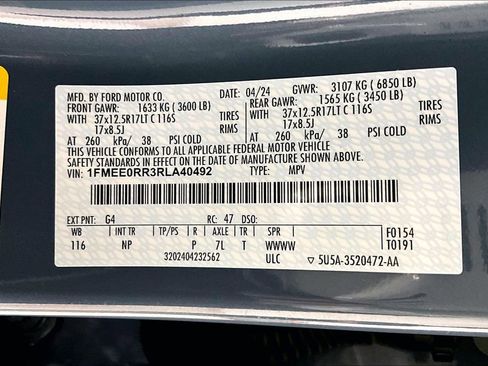 MFD. BY FORD MOTOR CO. DATE: 04/24 GVWR: 3107 KG ( 6850 LB)
FRONT GAWR: 1633 KG ( 3600 LB) REAR GAWR: 1565 KG ( 3450 LB)
WITH 37x12.5R17LT C 116S TIRES WITH 37x12.5R17LT C 116S TIRES
17x8.5J RIMS 17x8.5J RIMS
AT 260 kPa/ 38 PSI COLD AT 260 kPa/ 38 PSI COLD
THIS VEHICLE CONFORMS TO ALL APPLICABLE FEDERAL MOTOR VEHICLE
SAFETY STANDARDS IN EFFECT ON THE DATE OF MANUFACTURE SHOWN ABOVE.
VIN: 1FMEE0RR3RLA40492 TYPE: MPV
EXT PNT: G4 RC: 47 DSO: F0154
WB INT TR TP/PS R AXLE TR SPR T0191
116 NP P 7L T WWWW
3202404232562 ULC 5U5A-3520472-AA